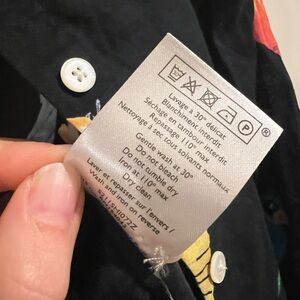 P ®
Lavage à 30° délicat
Blanchiment interdit
Séchage en tambour interdit
Repassage 110° max
Nettoyage à sec tous solvants normaux
Gentle wash at 30°
Do not bleach
Do not tumble dry
Iron at 110° max
Dry clean
Laver et repasser sur l'envers /
Wash and iron on reverse